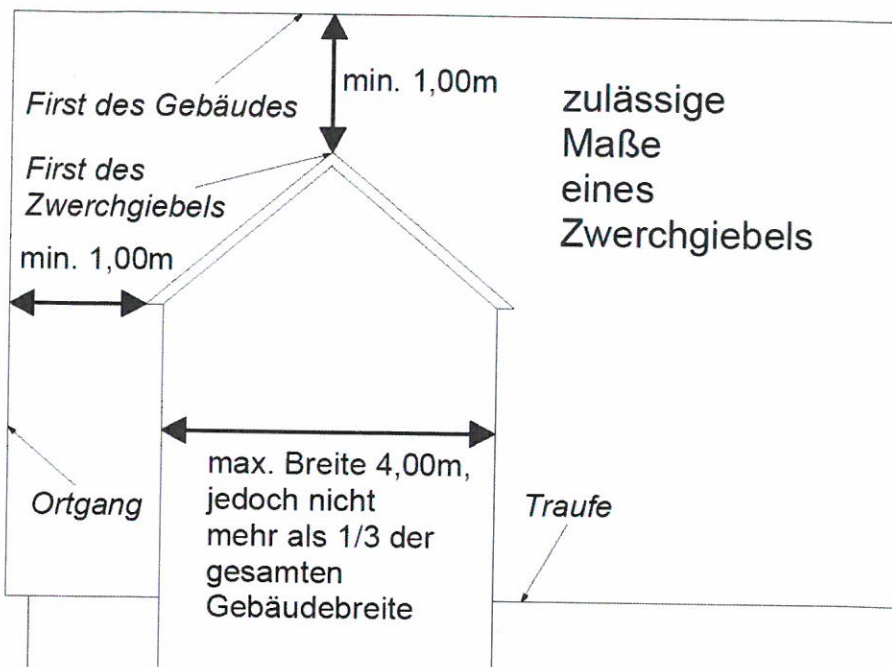 First des Gebäudes
min. 1,00m
zulässige
Maße
eines
Zwerchgiebels
First des
Zwerchgiebels
min. 1,00m
max. Breite 4,00m,
jedoch nicht
mehr als 1/3 der
gesamten
Gebäudebreite
Ortgang
Traufe